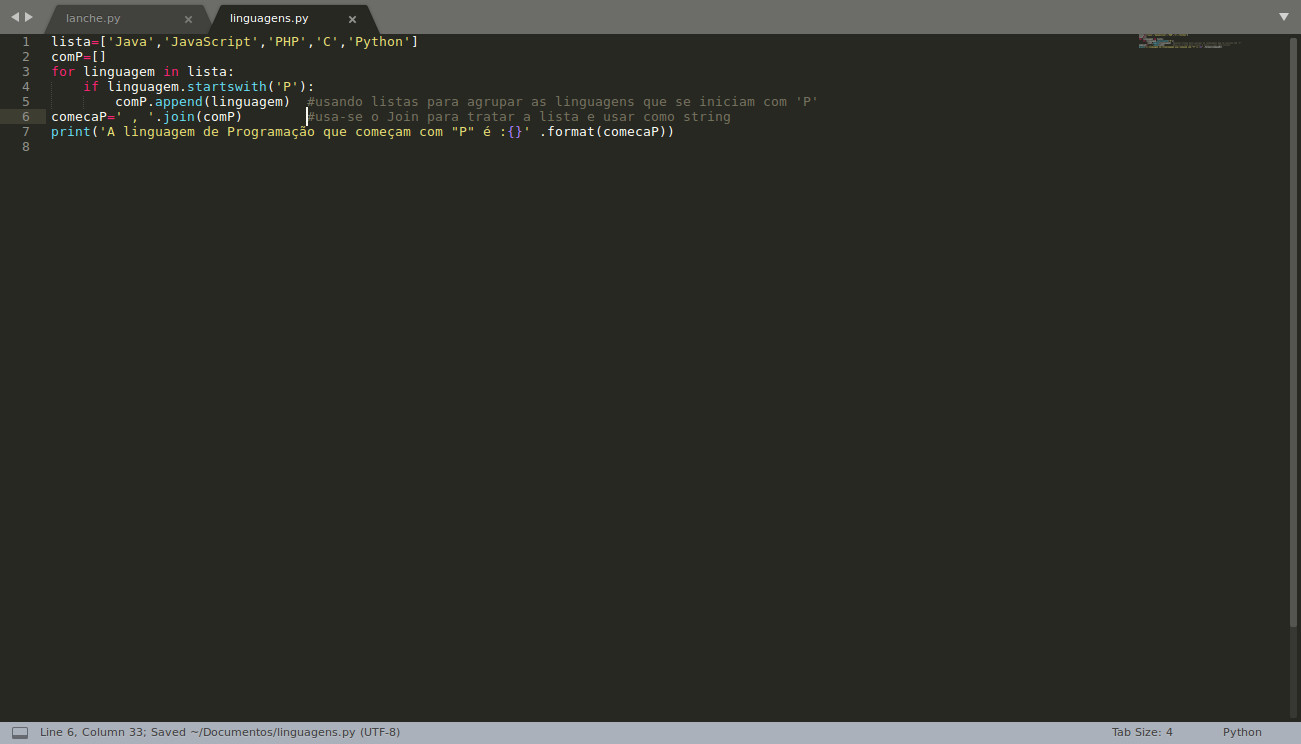 lanche.py × linguagens.py ×
1 lista=['Java','JavaScript','PHP','C','Python']
2 comP=[]
3 for linguagem in lista:
4     if linguagem.startswith('P'):
5         comP.append(linguagem)  #usando listas para agrupar as linguagens que se iniciam com 'P'
6 comecaP=' , '.join(comP)        #usa-se o Join para tratar a lista e usar como string
7 print('A linguagem de Programação que começam com "P" é :{}' .format(comecaP))
8
Line 6, Column 33; Saved ~/Documentos/linguagens.py (UTF-8) Tab Size: 4 Python